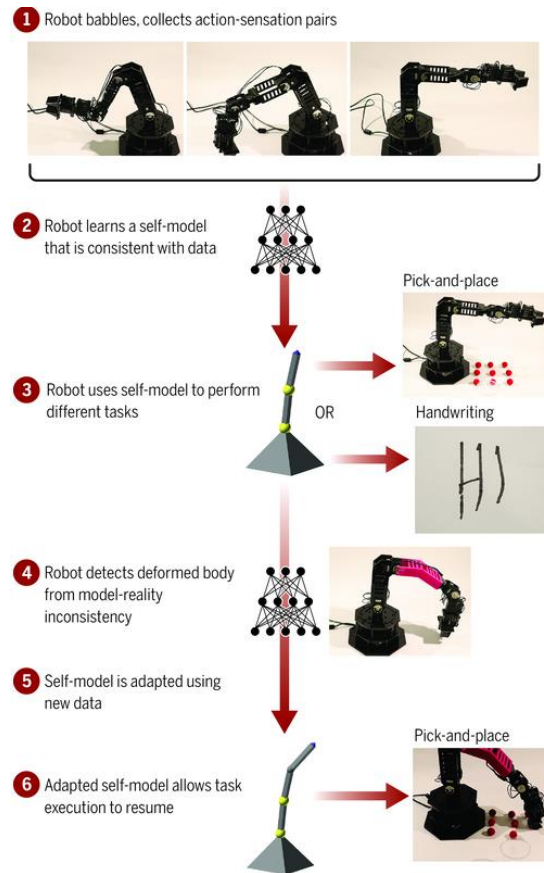 1 Robot babbles, collects action-sensation pairs
2 Robot learns a self-model
that is consistent with data
Pick-and-place
3 Robot uses self-model to perform
different tasks
OR
Handwriting
HI
4 Robot detects deformed body
from model-reality
inconsistency
5 Self-model is adapted using
new data
Pick-and-place
6 Adapted self-model allows task
execution to resume